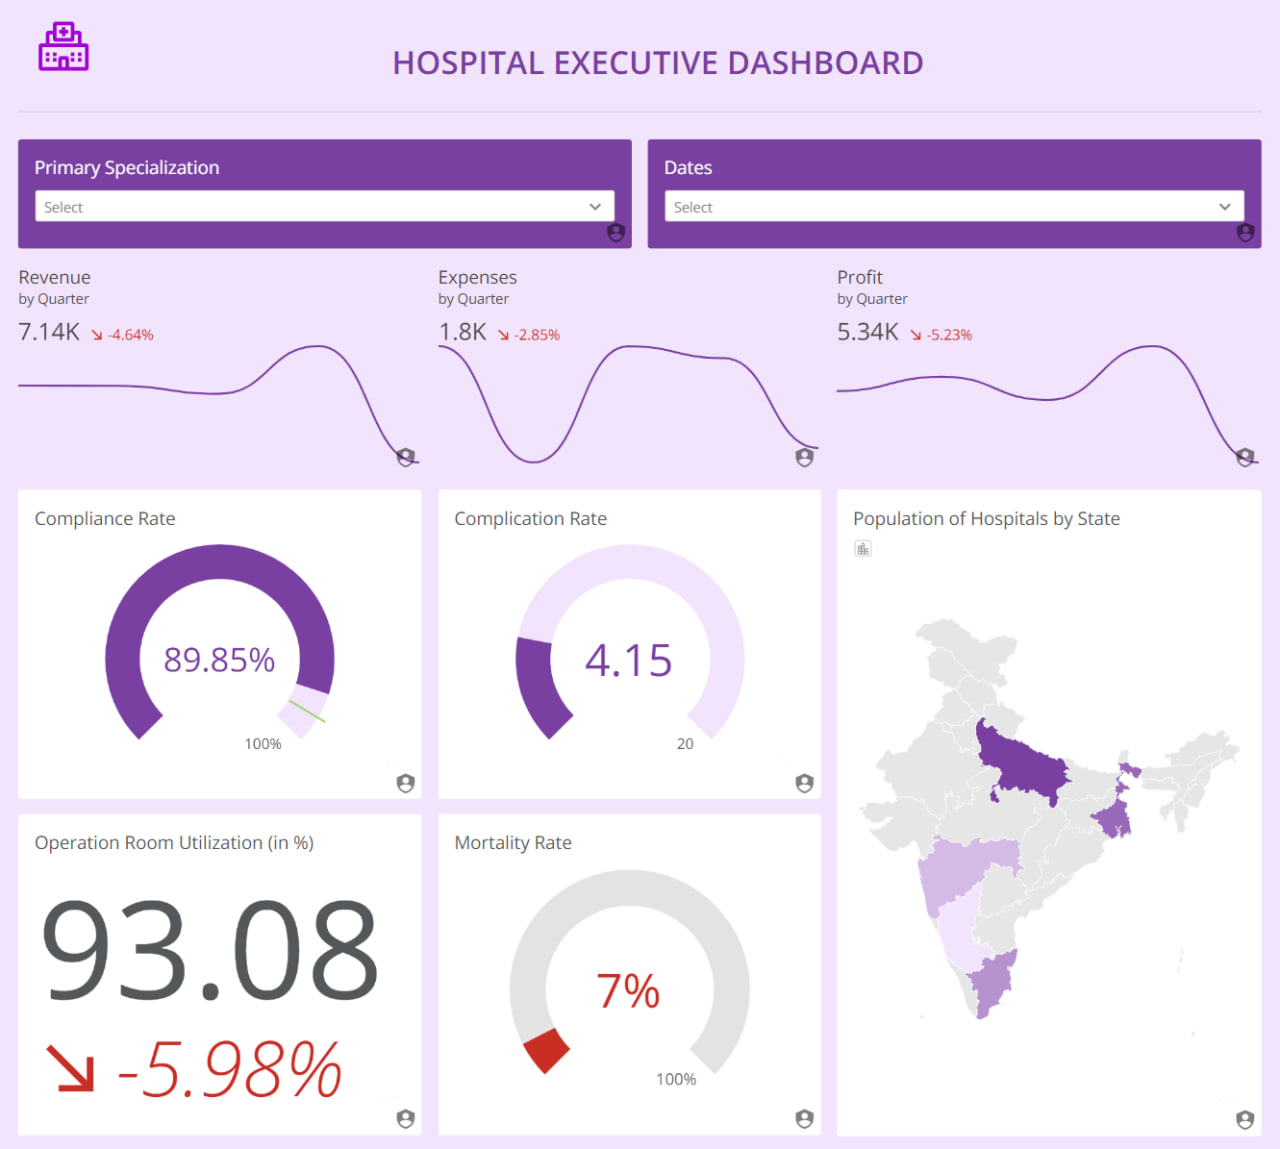 HOSPITAL EXECUTIVE DASHBOARD
Primary Specialization
Select
Dates
Select
Revenue
by Quarter
7.14K -4.64%
Expenses
by Quarter
1.8K -2.85%
Profit
by Quarter
5.34K -5.23%
Compliance Rate
89.85%
100%
Complication Rate
4.15
20
Population of Hospitals by State
Operation Room Utilization (in %)
93.08
-5.98%
Mortality Rate
7%
100%